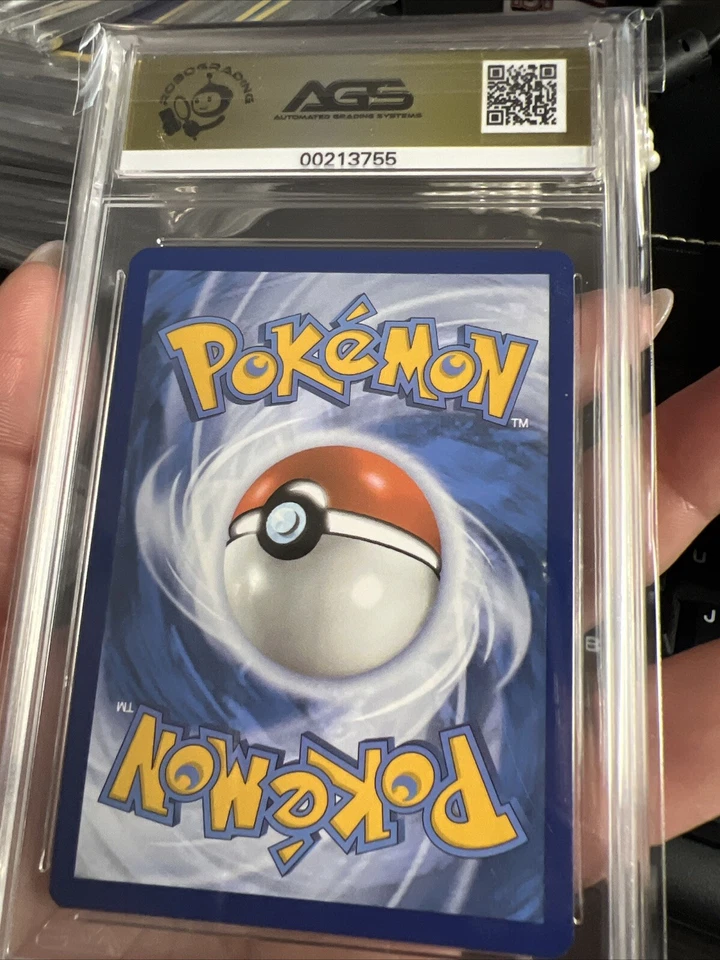 ROBOGRADING
AGS
AUTOMATED GRADING SYSTEMS
00213755
POKéMON
TM
TM
POKéMON
U
J
B